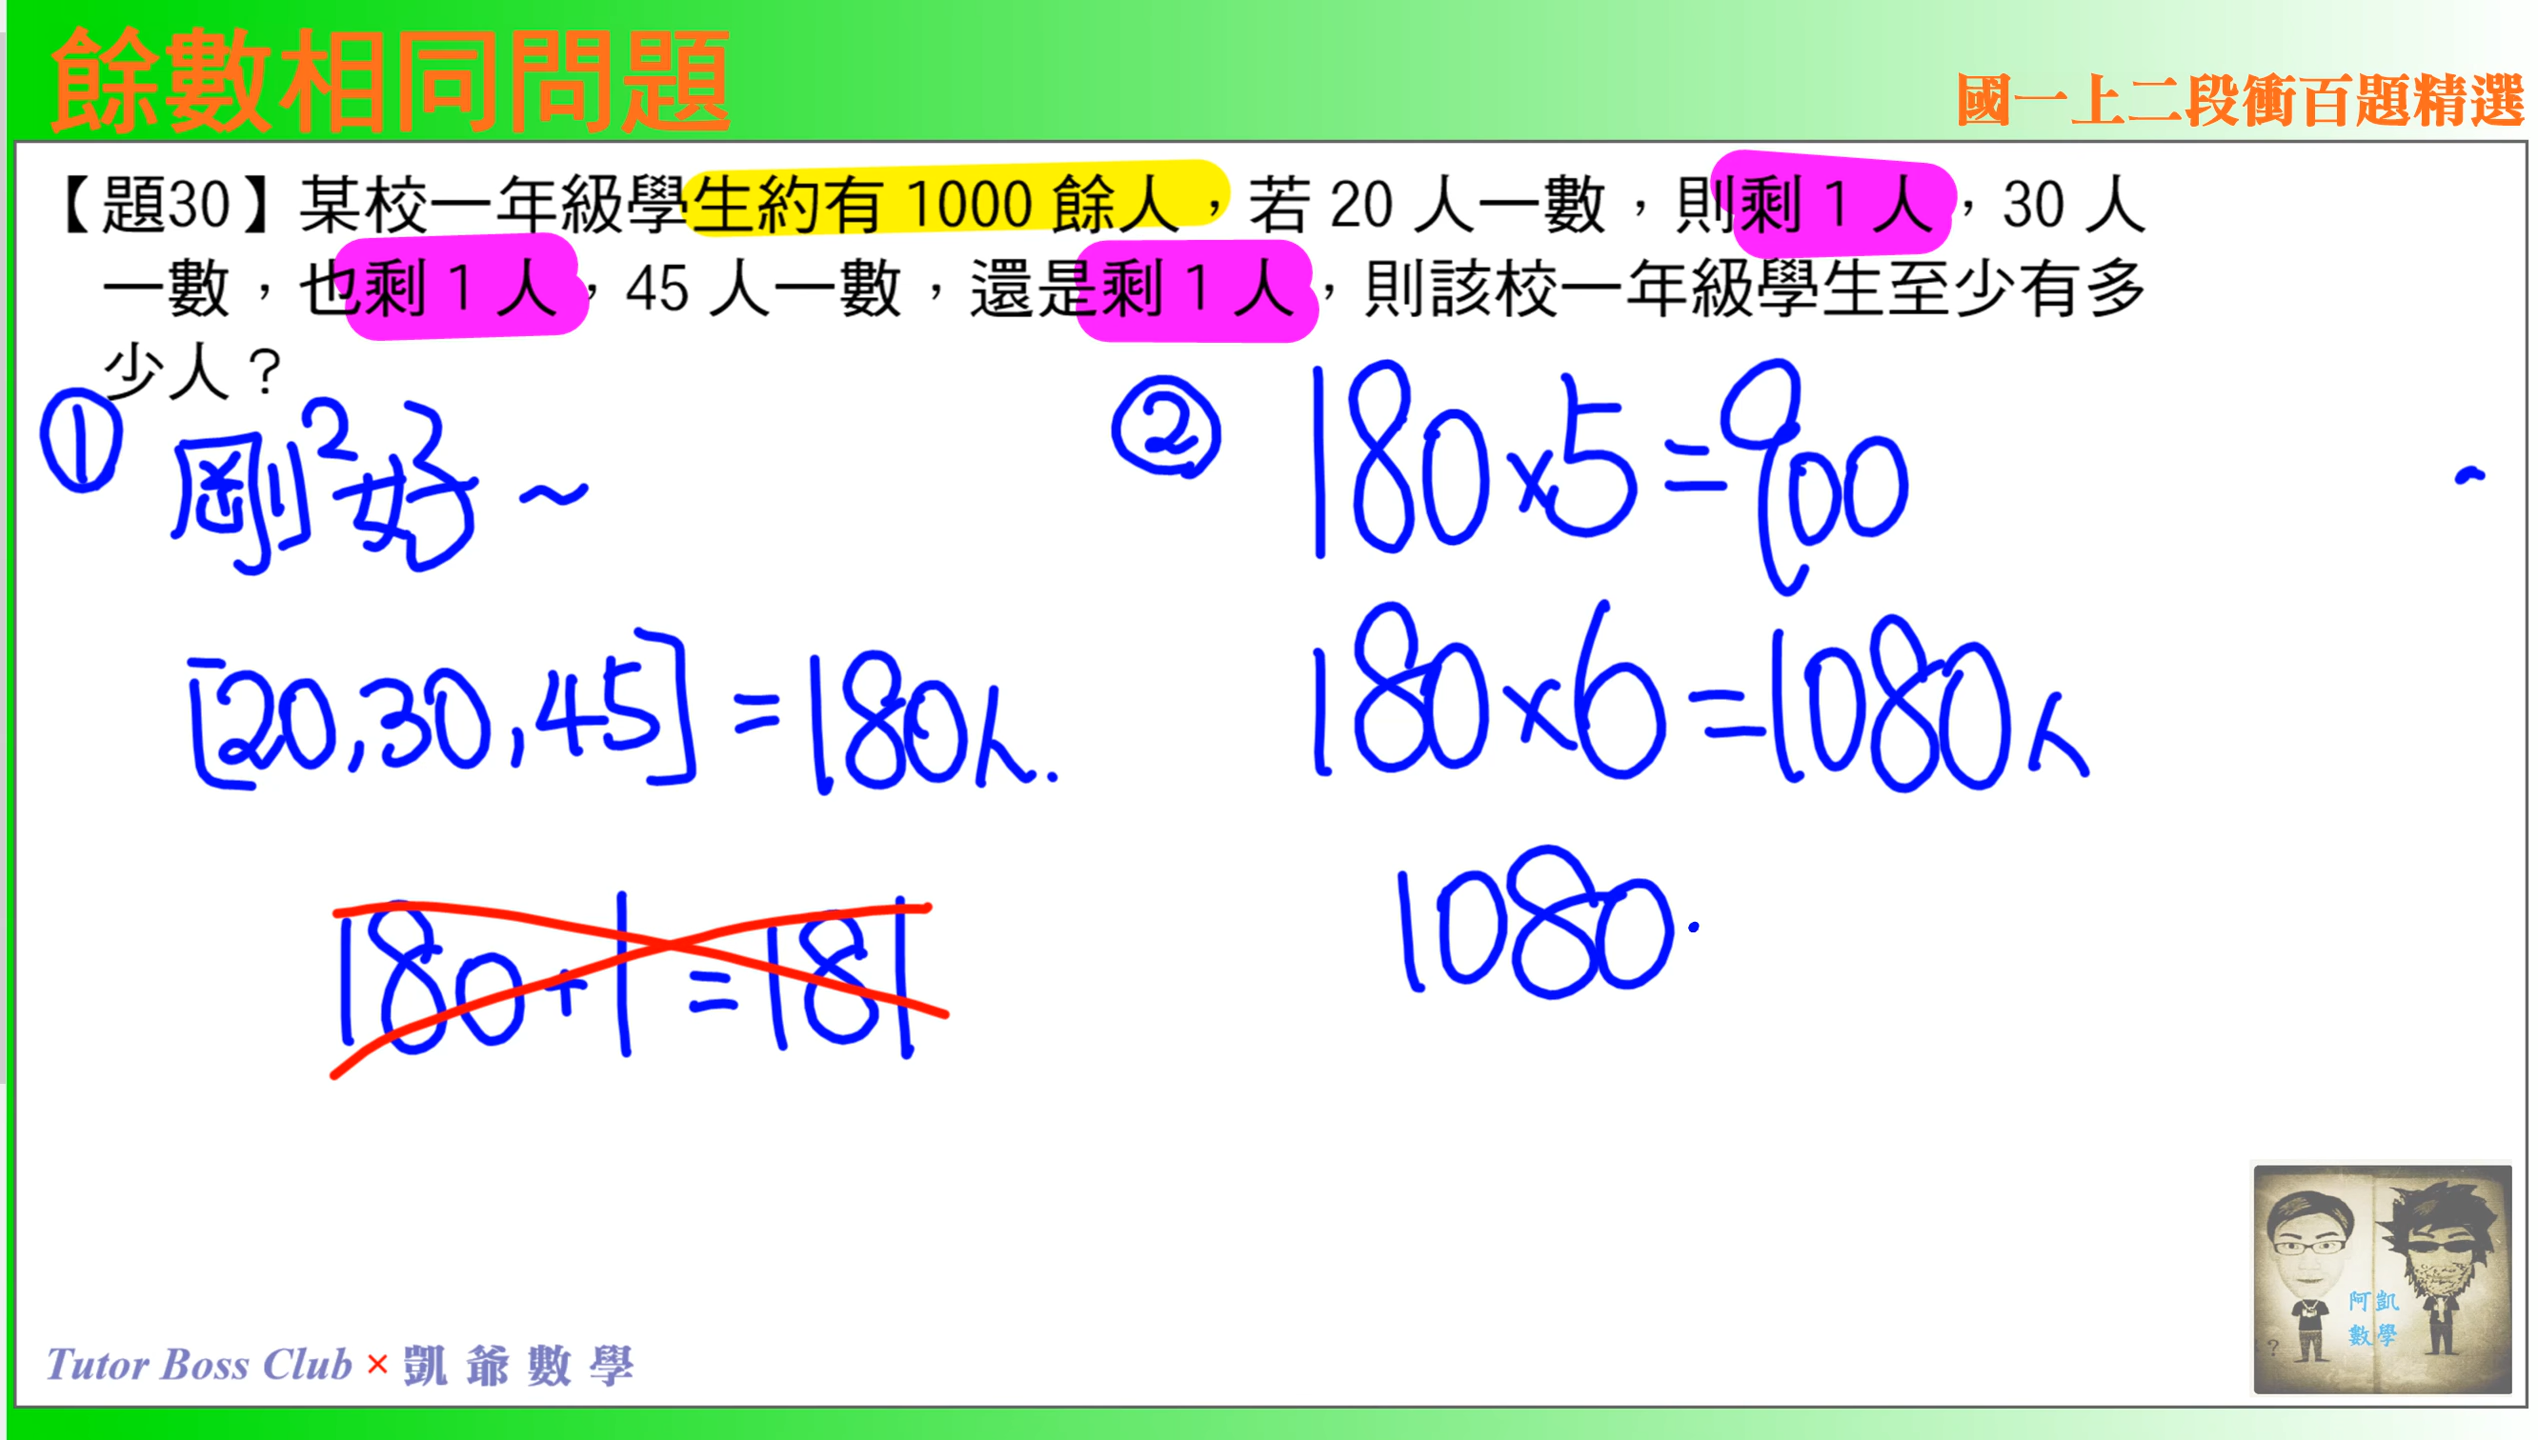 餘數相同問題
國一上二段衝百題精選
【題30】某校一年級學生約有 1000 餘人，若 20 人一數，則剩 1 人，30 人
一數，也剩 1 人，45 人一數，還是剩 1 人，則該校一年級學生至少有多
少人？
① 剛²好~
[20,30,45]=180人.
180+1=181
② 180×5=900
180×6=1080人
1080.
阿凱
數學
?
Tutor Boss Club × 凱爺數學